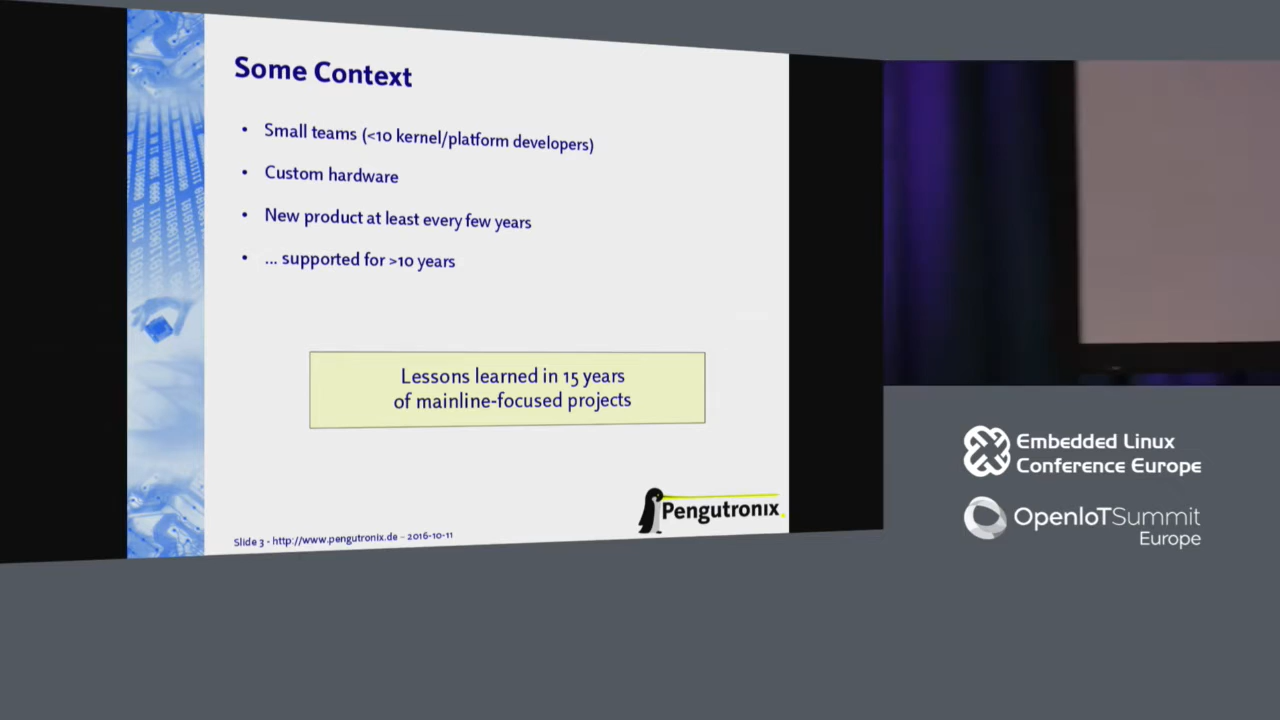 Some Context
• Small teams (<10 kernel/platform developers)
• Custom hardware
• New product at least every few years
• ... supported for >10 years
Lessons learned in 15 years
of mainline-focused projects
Pengutronix
Slide 3 - http://www.pengutronix.de – 2016-10-11
Embedded Linux
Conference Europe
OpenIoTSummit
Europe